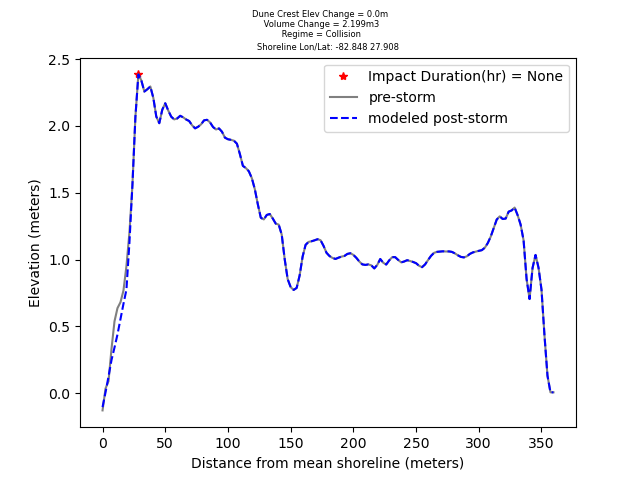 Dune Crest Elev Change = 0.0m
Volume Change = 2.199m3
Regime = Collision
Shoreline Lon/Lat: -82.848 27.908
Impact Duration(hr) = None
pre-storm
modeled post-storm
2.5
2.0
1.5
1.0
0.5
0.0
Elevation (meters)
0 50 100 150 200 250 300 350
Distance from mean shoreline (meters)